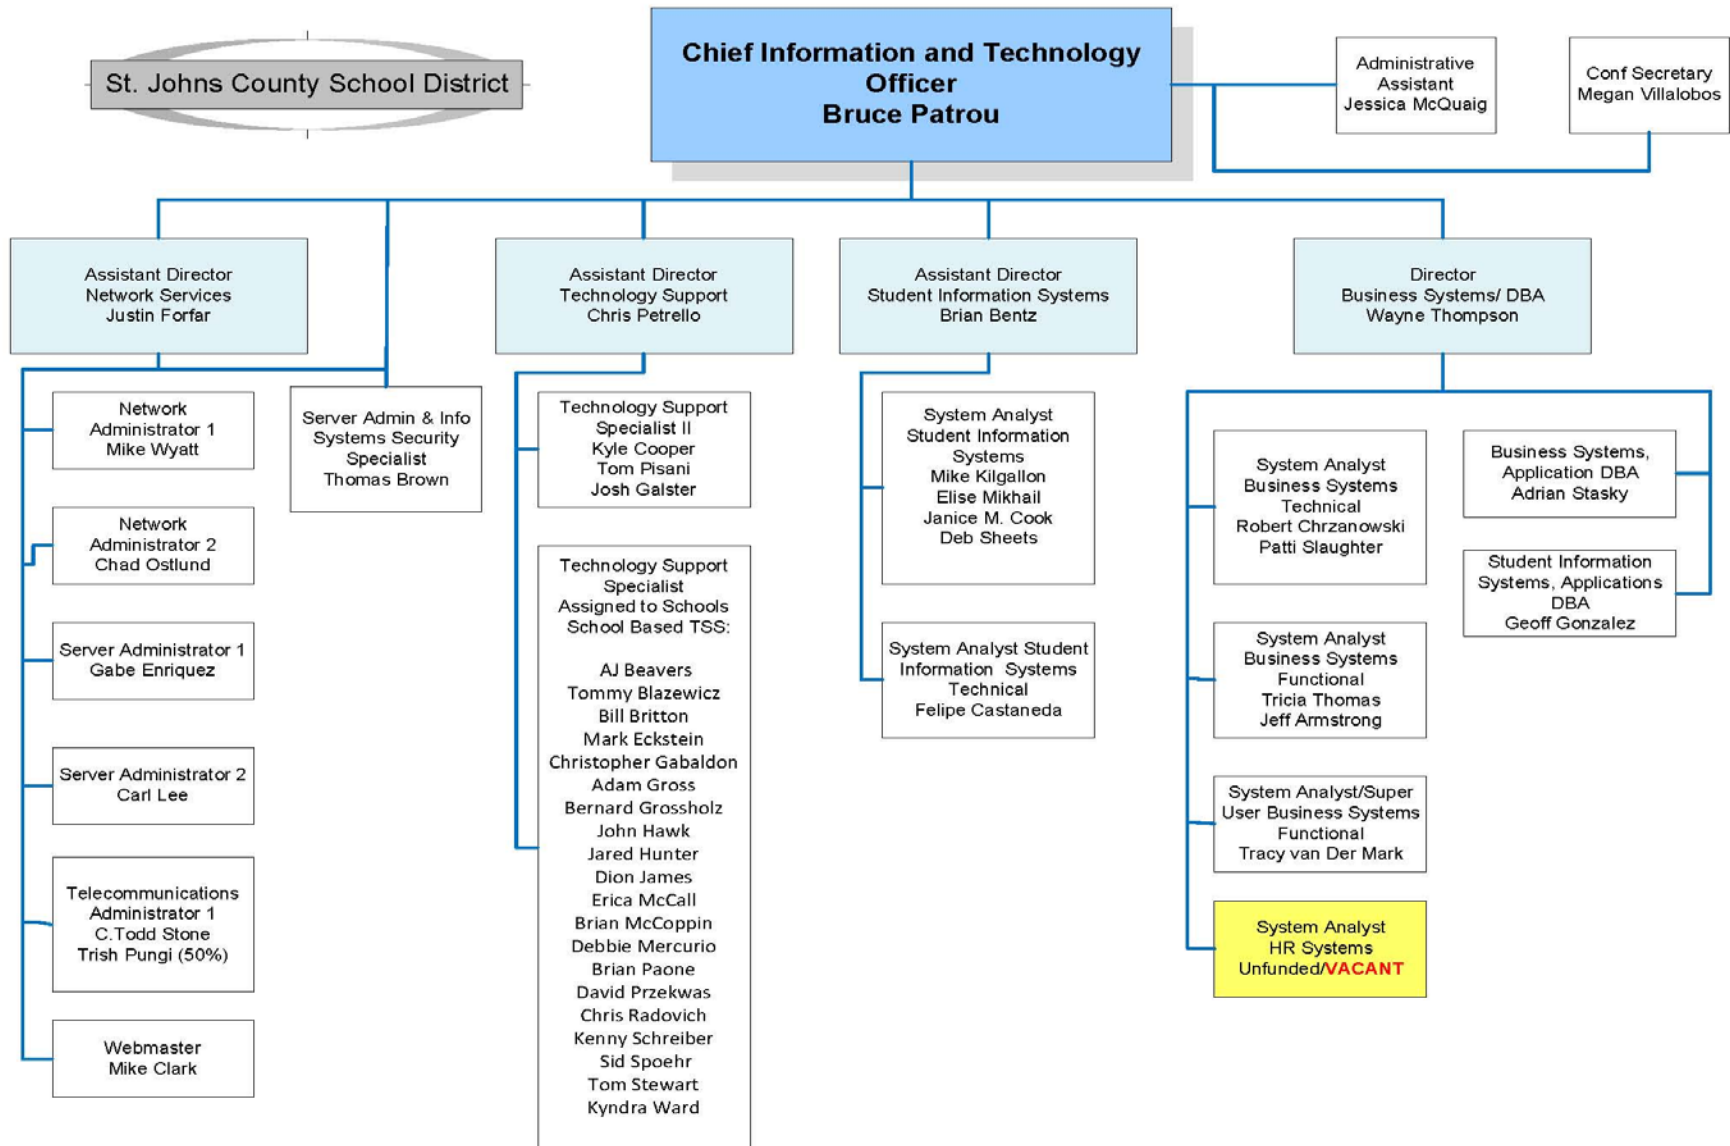 St. Johns County School District
Chief Information and Technology
Officer
Bruce Patrou
Administrative
Assistant
Jessica McQuaig
Conf Secretary
Megan Villalobos
Assistant Director
Network Services
Justin Forfar
Assistant Director
Technology Support
Chris Petrello
Assistant Director
Student Information Systems
Brian Bentz
Director
Business Systems/ DBA
Wayne Thompson
Network
Administrator 1
Mike Wyatt
Network
Administrator 2
Chad Ostlund
Server Administrator 1
Gabe Enriquez
Server Administrator 2
Carl Lee
Telecommunications
Administrator 1
C.Todd Stone
Trish Pungi (50%)
Webmaster
Mike Clark
Server Admin & Info
Systems Security
Specialist
Thomas Brown
Technology Support
Specialist II
Kyle Cooper
Tom Pisani
Josh Galster
Technology Support
Specialist
Assigned to Schools
School Based TSS:
AJ Beavers
Tommy Blazewicz
Bill Britton
Mark Eckstein
Christopher Gabaldon
Adam Gross
Bernard Grossholz
John Hawk
Jared Hunter
Dion James
Erica McCall
Brian McCoppin
Debbie Mercurio
Brian Paone
David Przekwas
Chris Radovich
Kenny Schreiber
Sid Spoehr
Tom Stewart
Kyndra Ward
System Analyst
Student Information
Systems
Mike Kilgallon
Elise Mikhail
Janice M. Cook
Deb Sheets
System Analyst Student
Information Systems
Technical
Felipe Castaneda
System Analyst
Business Systems
Technical
Robert Chrzanowski
Patti Slaughter
System Analyst
Business Systems
Functional
Tricia Thomas
Jeff Armstrong
System Analyst/Super
User Business Systems
Functional
Tracy van Der Mark
System Analyst
HR Systems
Unfunded/VACANT
Business Systems,
Application DBA
Adrian Stasky
Student Information
Systems, Applications
DBA
Geoff Gonzalez